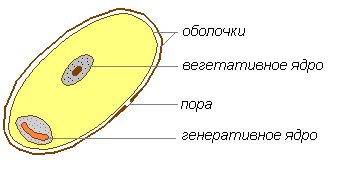 оболочки
вегетативное ядро
пора
генеративное ядро